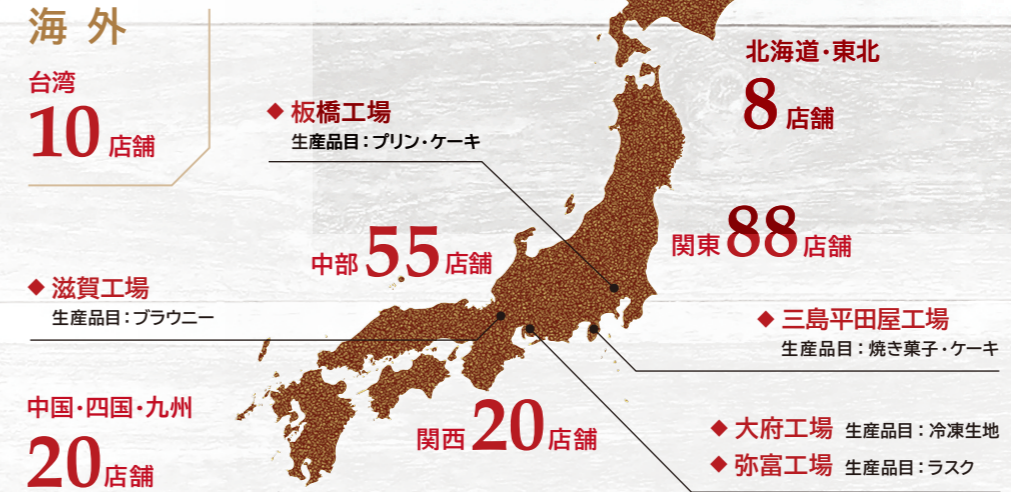 海外
台湾
10店舗
北海道・東北
8店舗
◆ 板橋工場
生産品目：プリン・ケーキ
関東88店舗
中部55店舗
◆ 滋賀工場
生産品目：ブラウニー
◆ 三島平田屋工場
生産品目：焼き菓子・ケーキ
中国・四国・九州
20店舗
関西20店舗
◆ 大府工場 生産品目：冷凍生地
◆ 弥富工場 生産品目：ラスク